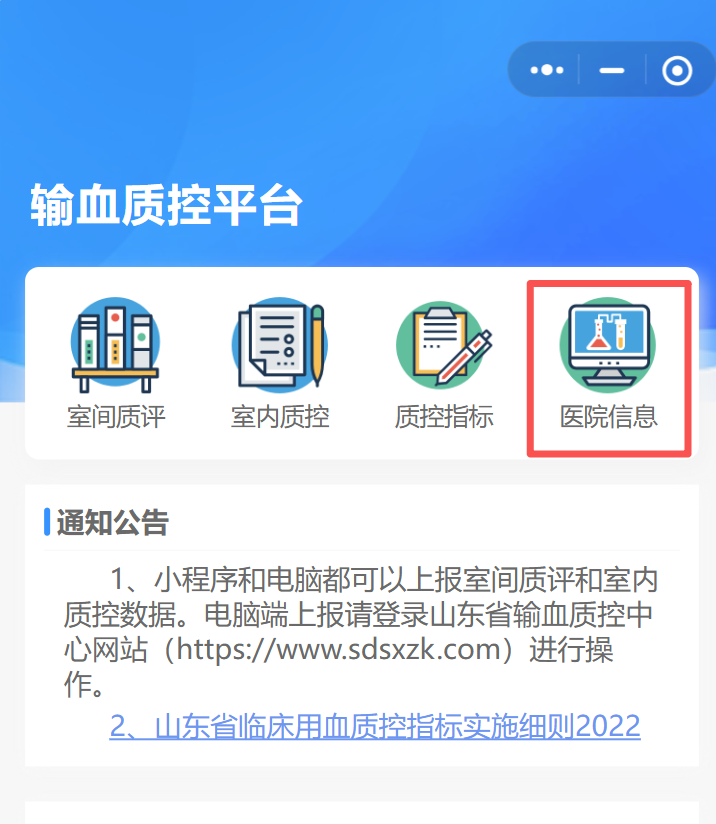 输血质控平台
室间质评
室内质控
质控指标
医院信息
通知公告
1、小程序和电脑都可以上报室间质评和室内
质控数据。电脑端上报请登录山东省输血质控中
心网站（https://www.sdsxzk.com）进行操
作。
2、山东省临床用血质控指标实施细则2022